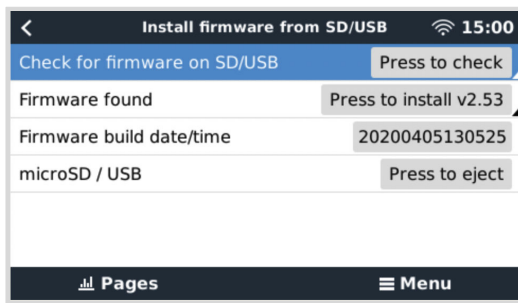 Install firmware from SD/USB 15:00
Check for firmware on SD/USB Press to check
Firmware found Press to install v2.53
Firmware build date/time 20200405130525
microSD / USB Press to eject
Pages Menu